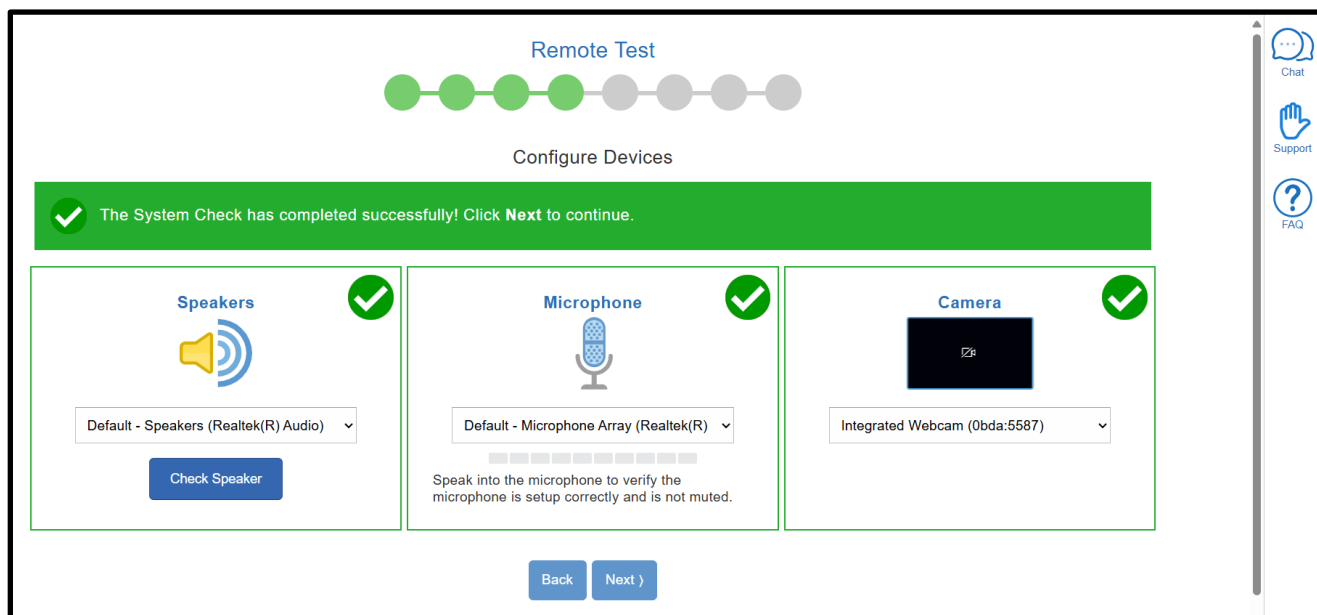 Remote Test
Chat
Support
FAQ
Configure Devices
The System Check has completed successfully! Click Next to continue.
Speakers
Default - Speakers (Realtek(R) Audio)
Check Speaker
Microphone
Default - Microphone Array (Realtek(R)
Speak into the microphone to verify the
microphone is setup correctly and is not muted.
Camera
Integrated Webcam (0bda:5587)
Back
Next ⟩